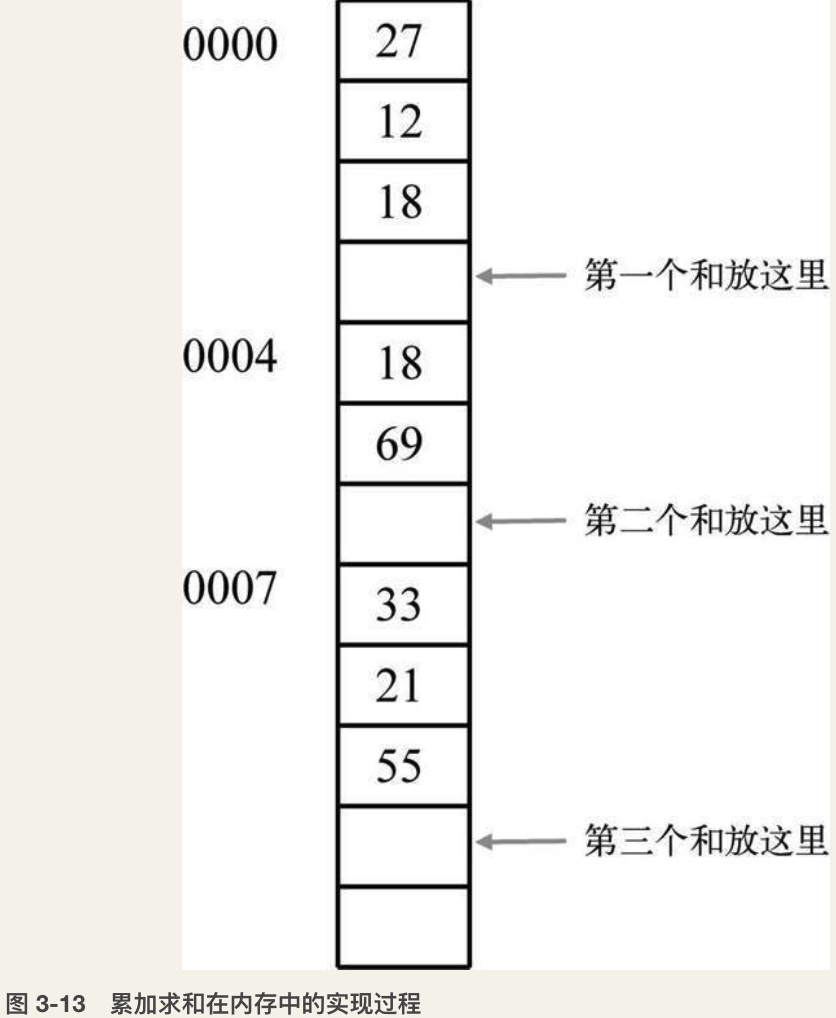 0000 27
12
18
第一个和放这里
0004 18
69
第二个和放这里
0007 33
21
55
第三个和放这里
图 3-13 累加求和在内存中的实现过程